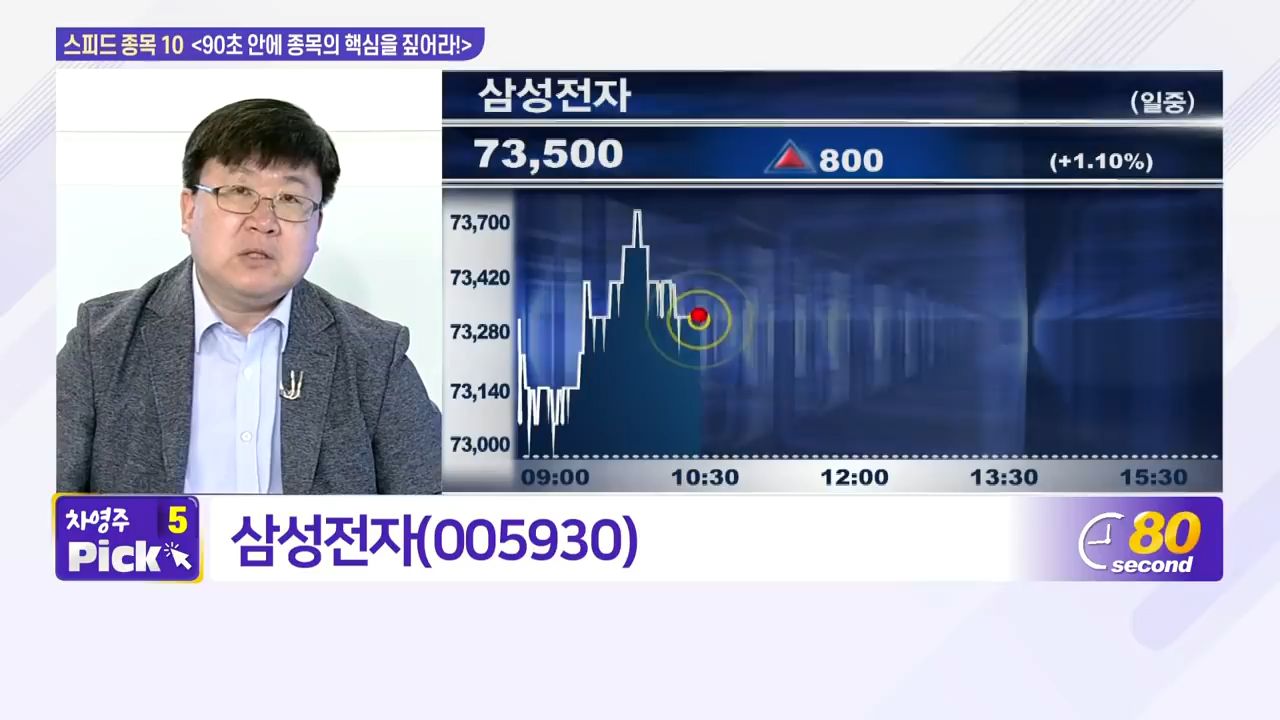 스피드 종목 10 <90초 안에 종목의 핵심을 짚어라!>
삼성전자 (일중)
73,500 800 (+1.10%)
73,700
73,420
73,280
73,140
73,000
09:00 10:30 12:00 13:30 15:30
차영주 5
Pick
삼성전자(005930)
80
second